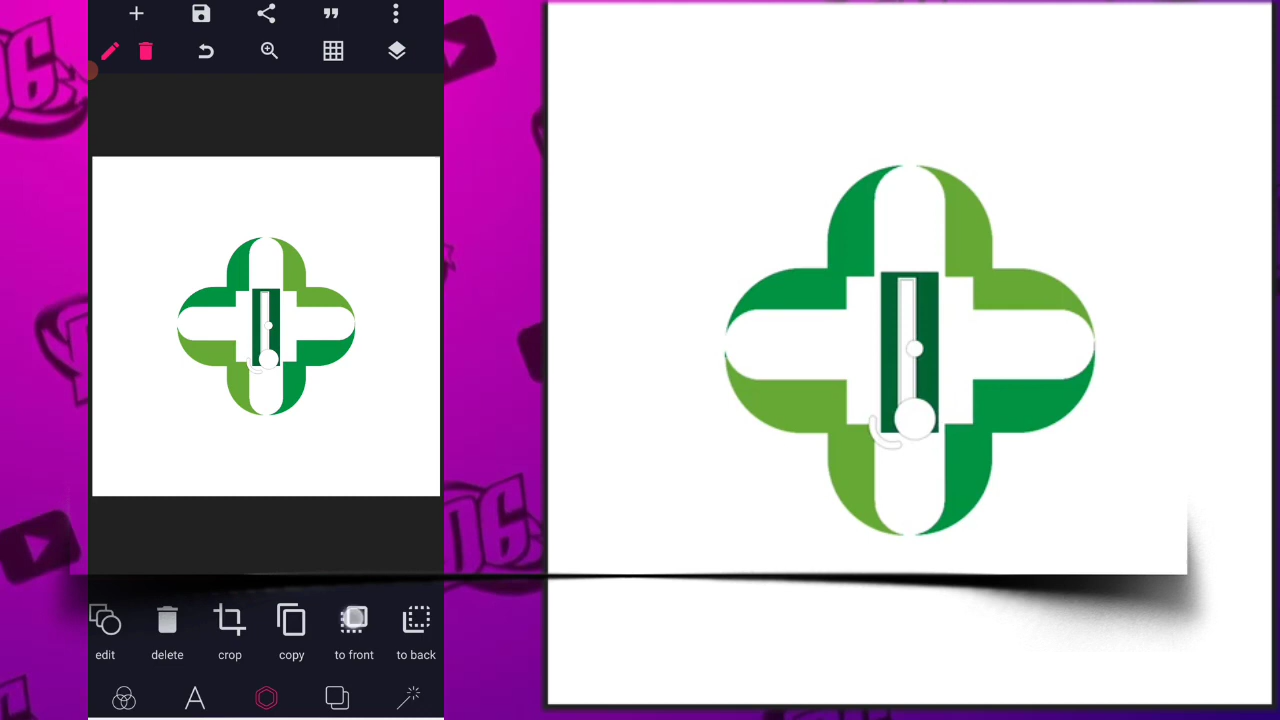 edit
delete
crop
copy
to front
to back